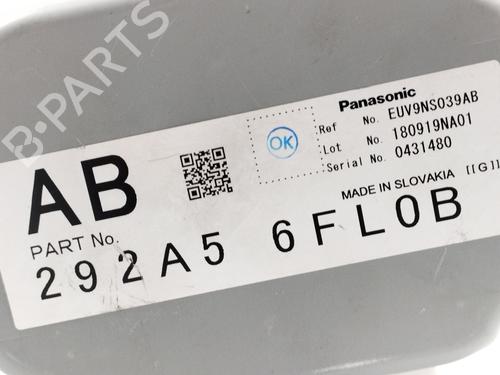 B-PARTS
Panasonic
Ref No. EUV9NS039AB
Lot No. 180919NA01
Serial No. 0431480
OK
AB
MADE IN SLOVAKIA [[G]]
PART No.
292A5 6FL0B